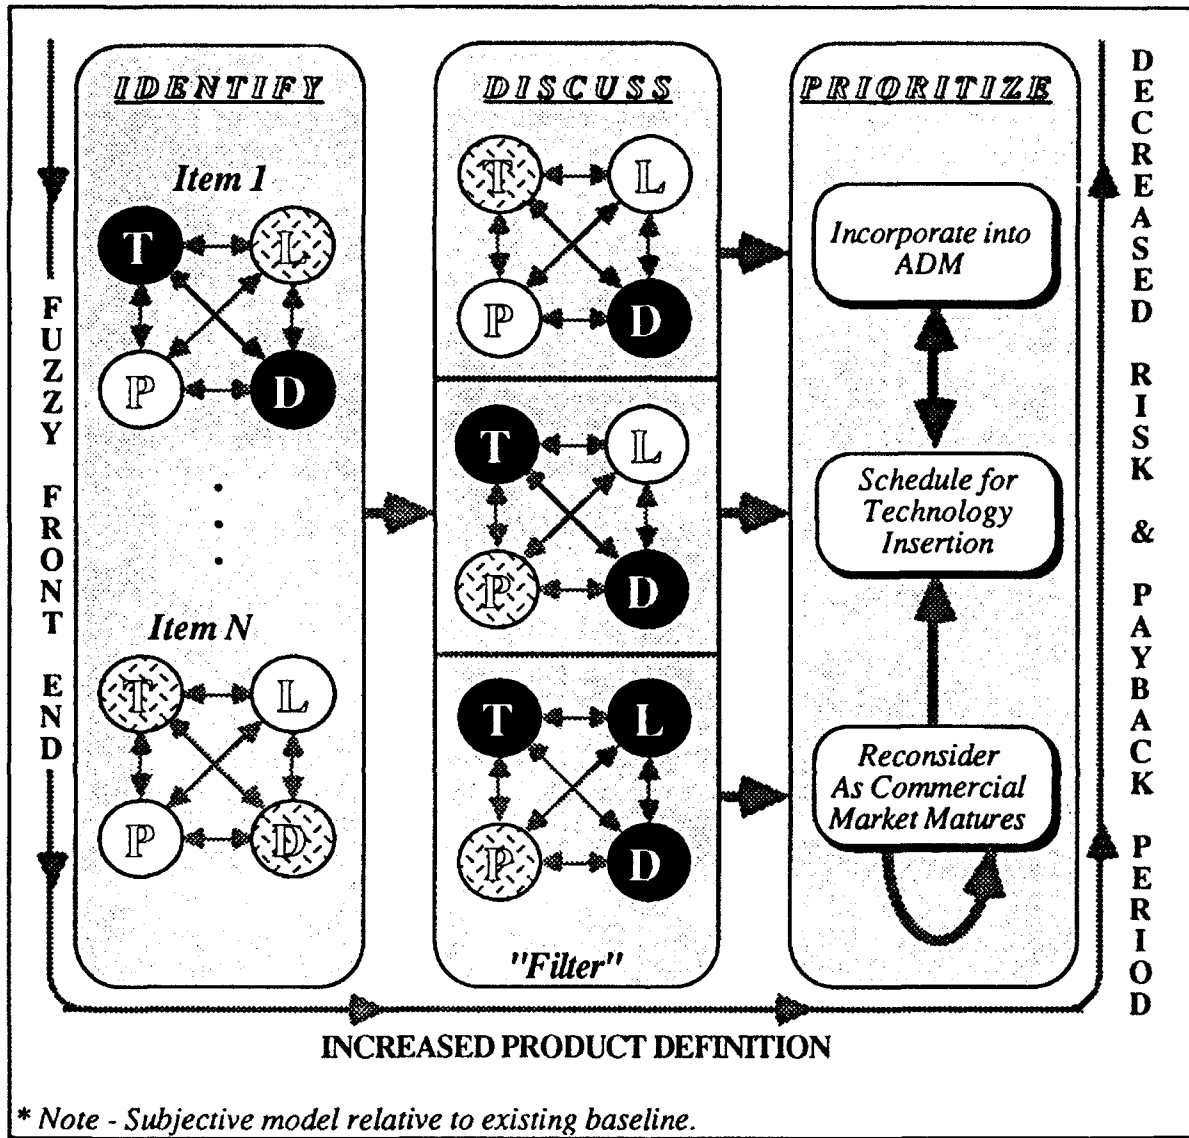 IDENTIFY
Item 1
T
L
P
D
.
.
.
Item N
T
L
P
D
DISCUSS
T
L
P
D
T
L
P
D
T
L
P
D
"Filter"
PRIORITIZE
Incorporate into
ADM
Schedule for
Technology
Insertion
Reconsider
As Commercial
Market Matures
FUZZY FRONT END
INCREASED PRODUCT DEFINITION
DECREASED RISK & PAYBACK PERIOD
* Note - Subjective model relative to existing baseline.